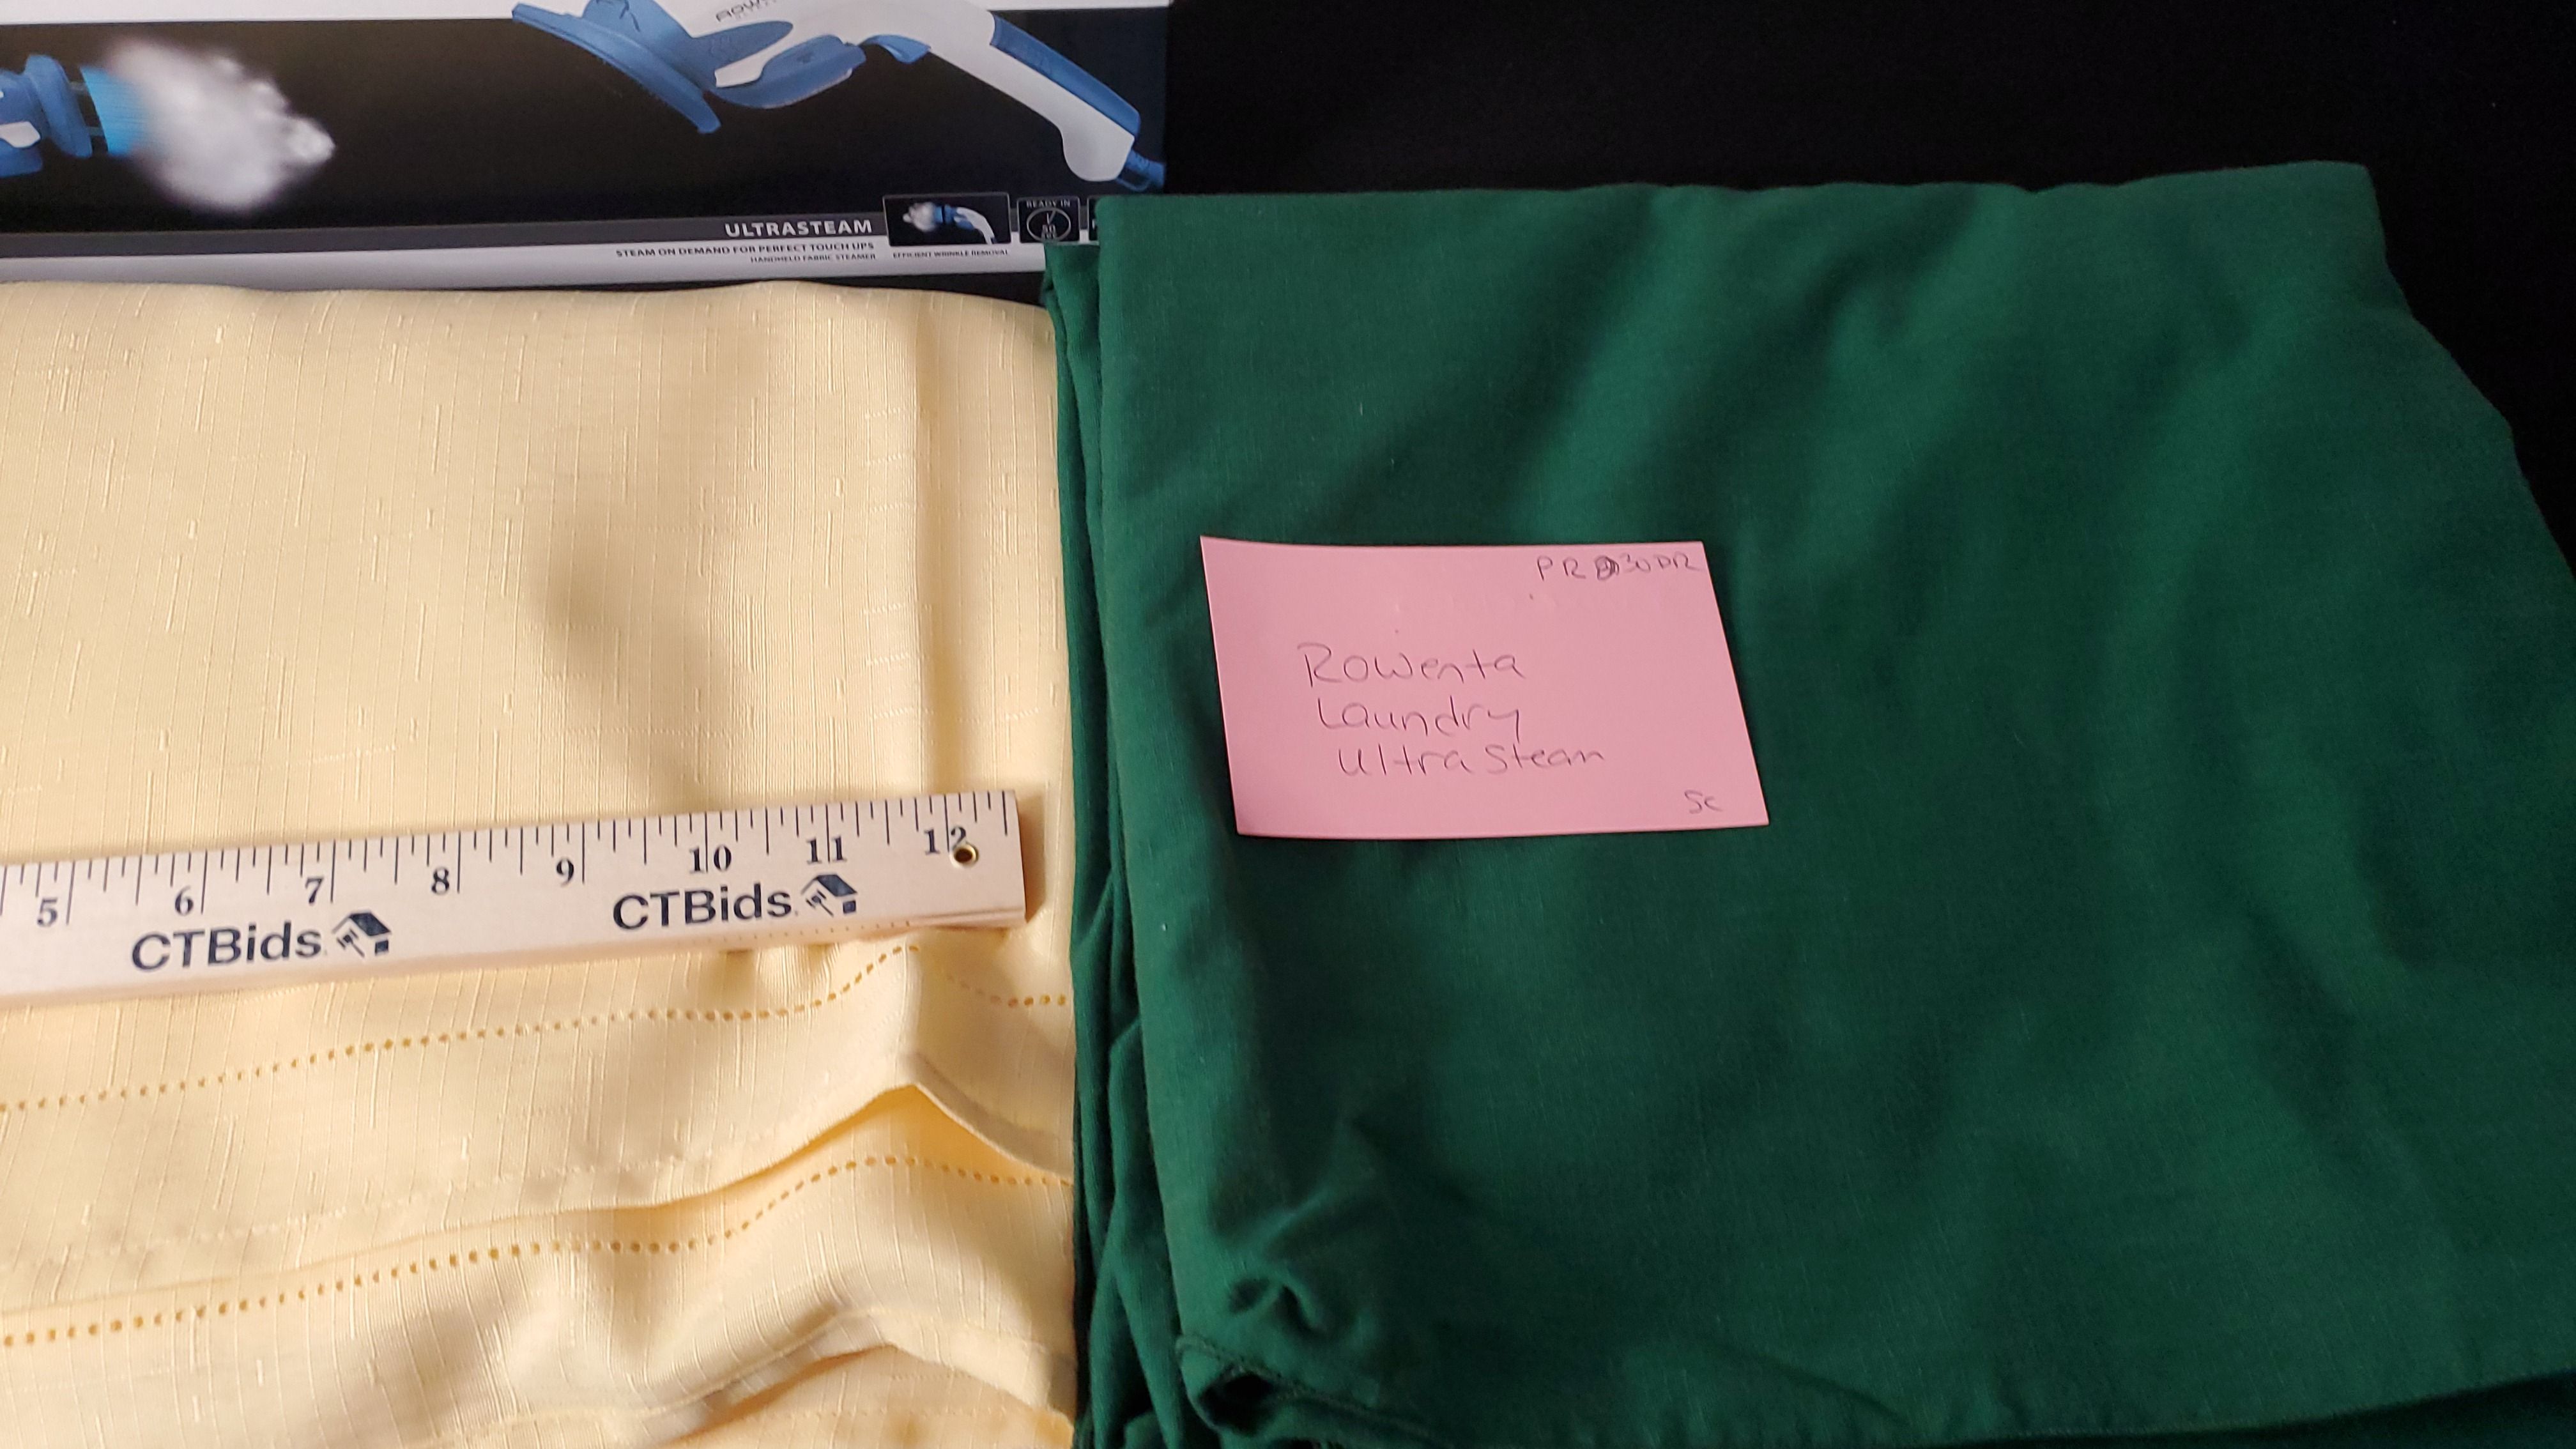 ULTRASTEAM
STEAM ON DEMAND FOR PERFECT TOUCH UPS
HANDHELD FABRIC STEAMER
EFFICIENT WRINKLE REMOVAL
READY IN
Rowenta
Laundry
Ultra Steam
SC
5 6 7 8 9 10 11 12
CTBids CTBids